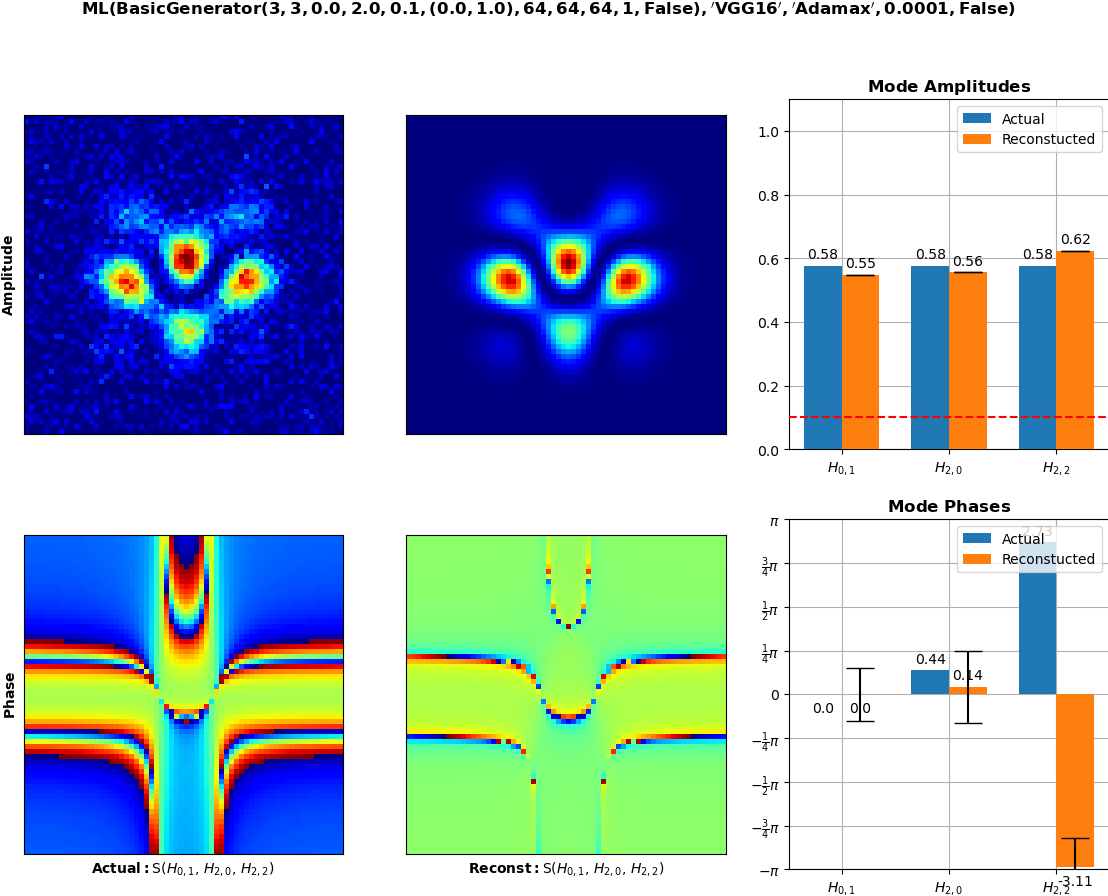 ML(BasicGenerator(3, 3, 0.0, 2.0, 0.1, (0.0, 1.0), 64, 64, 64, 1, False), ′VGG16′, ′Adamax′, 0.0001, False)
Mode Amplitudes
Actual
Reconstucted
1.0
0.8
0.6
0.4
0.2
0.0
0.58
0.55
0.58
0.56
0.58
0.62
H0, 1
H2, 0
H2, 2
Amplitude
Mode Phases
Actual
Reconstucted
2.73
π
3/4π
1/2π
1/4π
0
−1/4π
−1/2π
−3/4π
−π
0.0
0.0
0.44
0.14
-3.11
H0, 1
H2, 0
H2, 2
Phase
Actual: S(H0, 1, H2, 0, H2, 2)
Reconst: S(H0, 1, H2, 0, H2, 2)